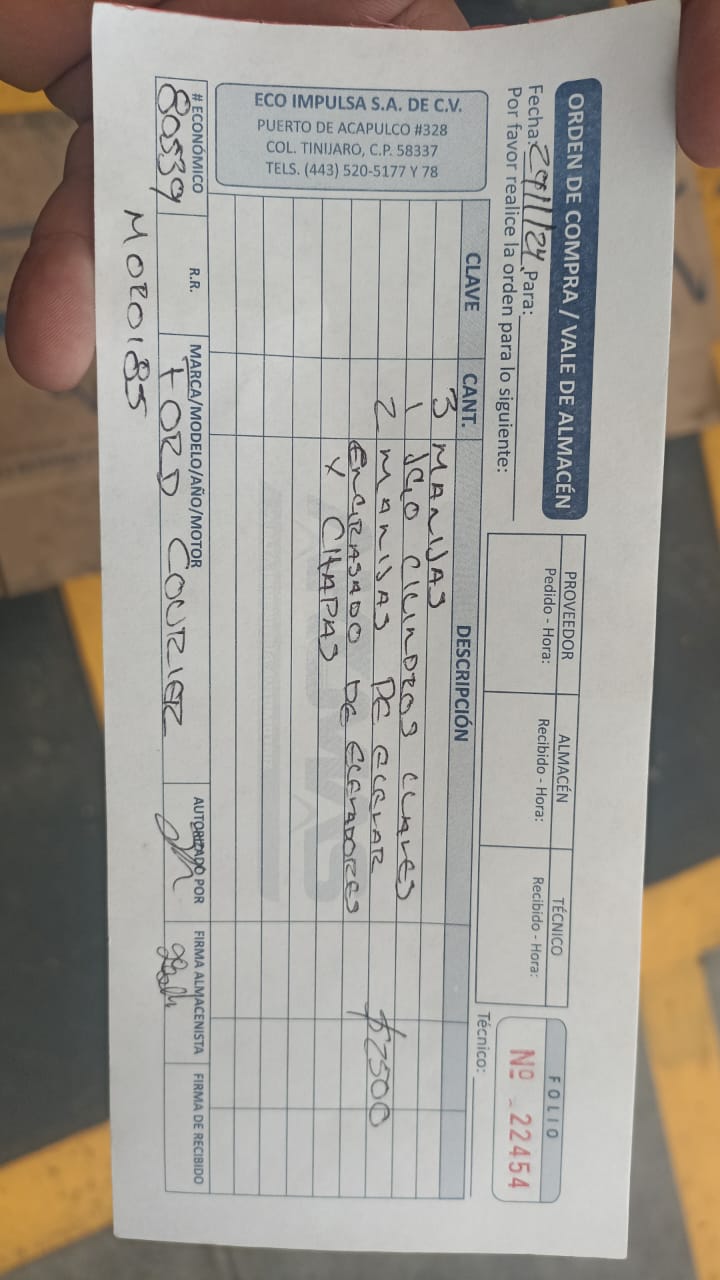 ORDEN DE COMPRA / VALE DE ALMACÉN
Fecha: 29/11/24 Para:
Por favor realice la orden para lo siguiente:
PROVEEDOR
Pedido - Hora:
ALMACÉN
Recibido - Hora:
TÉCNICO
Recibido - Hora:
FOLIO
Nº 22454
Técnico:
CLAVE CANT. DESCRIPCIÓN
3 MANIJAS
1 JGO CILINDROS LLAVES
2 MANIJAS DE ELEVAR $2500
ENGRASADO DE ELEVADORES
Y CHAPAS
ECO IMPULSA S.A. DE C.V.
PUERTO DE ACAPULCO #328
COL. TINIJARO, C.P. 58337
TELS. (443) 520-5177 Y 78
# ECONÓMICO R.R. MARCA/MODELO/AÑO/MOTOR AUTORIZADO POR FIRMA ALMACENISTA FIRMA DE RECIBIDO
80539 FORD COURIER
MORO185